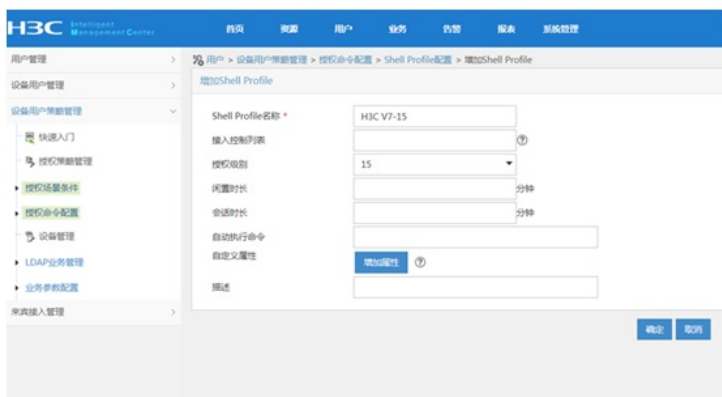 H3C Intelligent Management Center
首页 资源 用户 业务 告警 报表 系统管理
用户管理
设备用户管理
设备用户策略管理
快速入门
授权策略管理
授权场景条件
授权命令配置
设备管理
LDAP业务管理
业务参数配置
来宾接入管理
用户 > 设备用户策略管理 > 授权命令配置 > Shell Profile配置 > 增加Shell Profile
增加Shell Profile
Shell Profile名称 * H3C V7-15
接入控制列表
授权级别 15
闲置时长 分钟
会话时长 分钟
自动执行命令
自定义属性 增加属性
描述
确定 取消